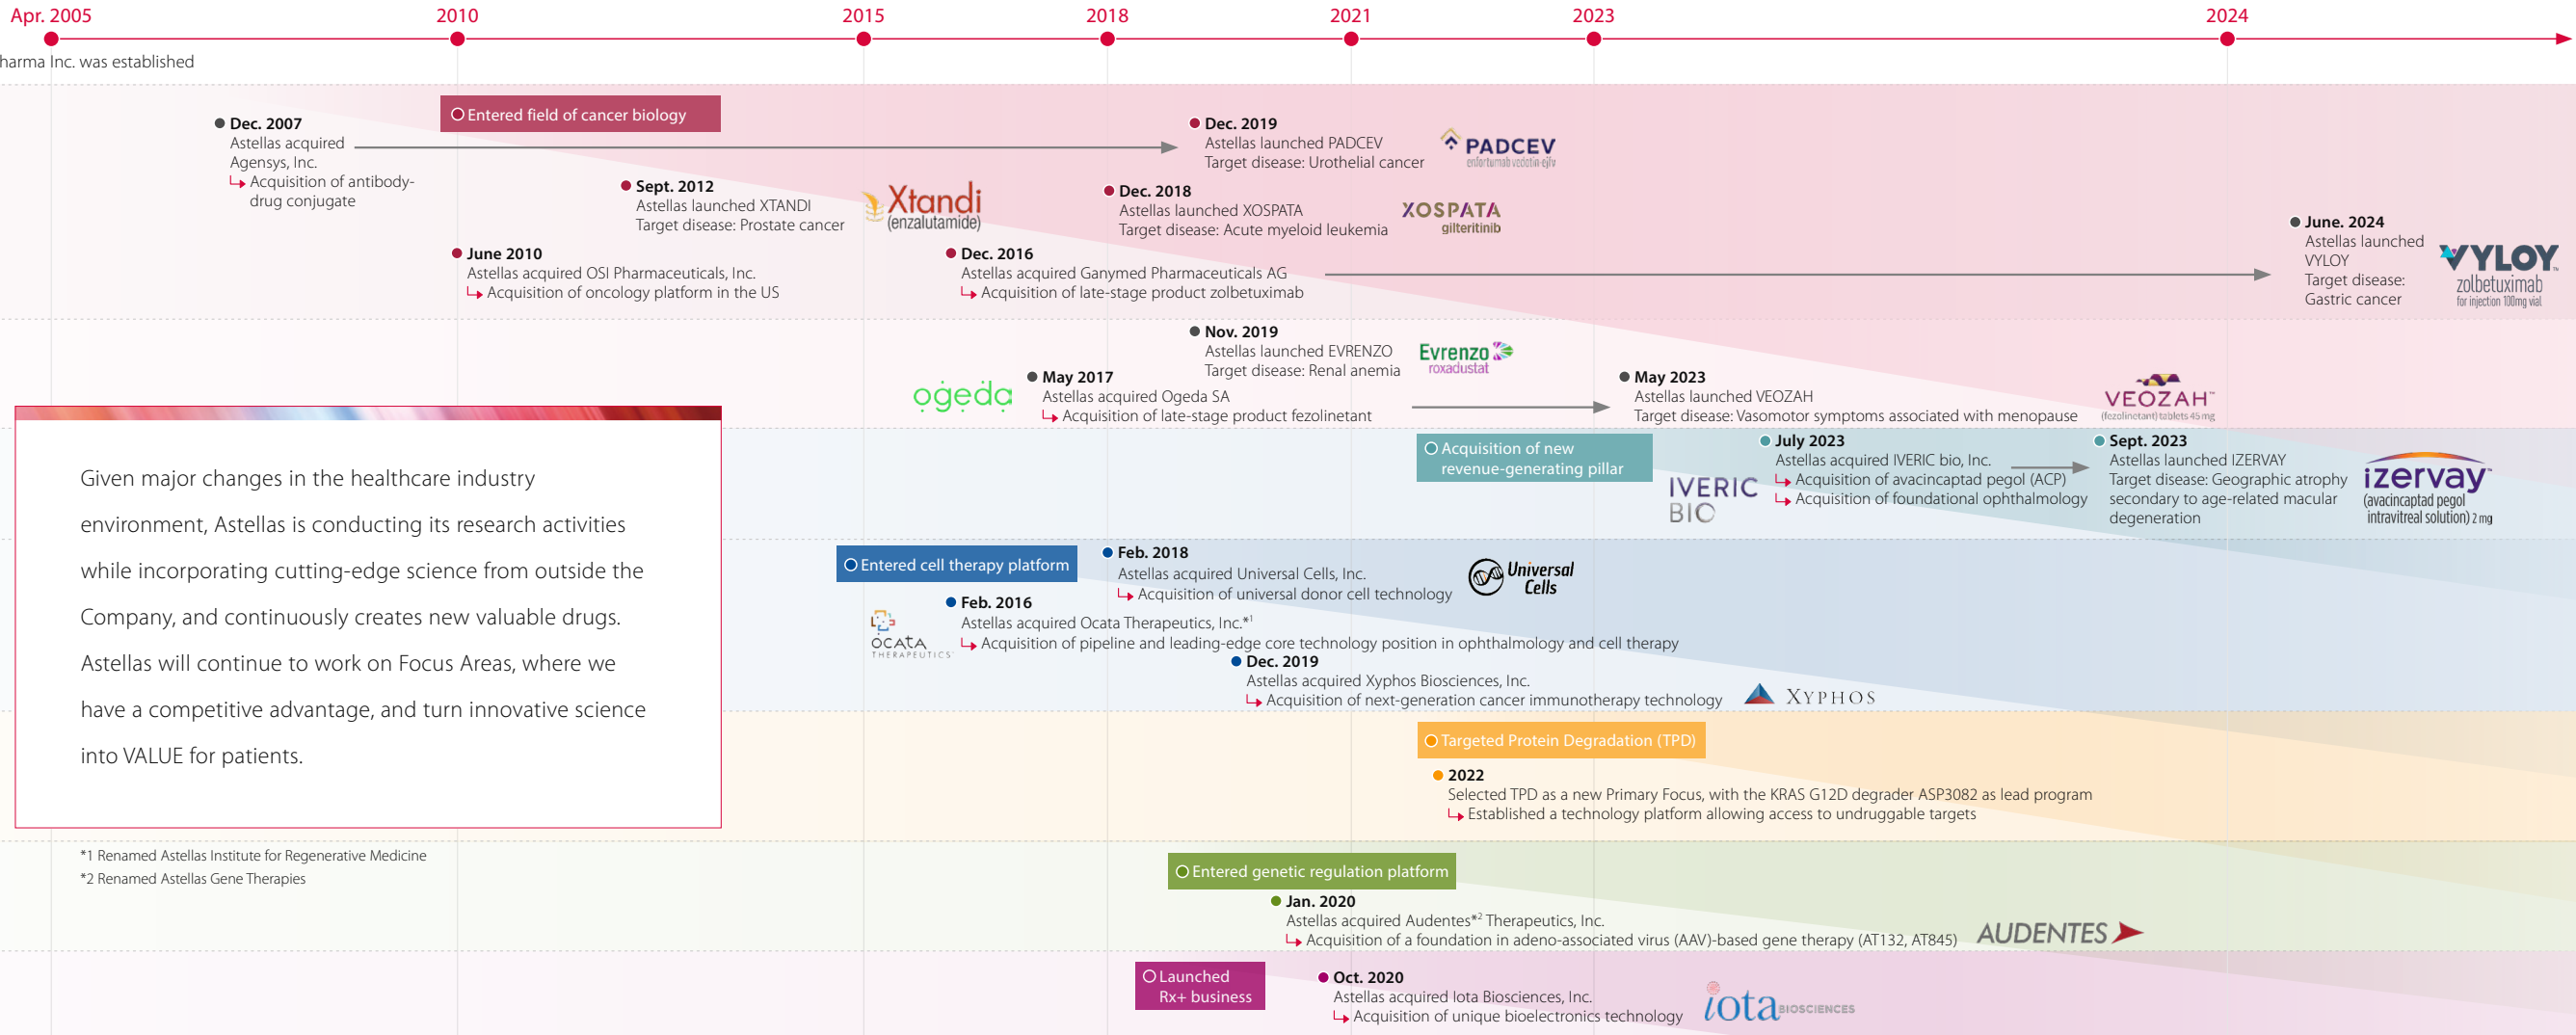 Apr. 2005
2010
2015
2018
2021
2023
2024
harma Inc. was established
Entered field of cancer biology
Dec. 2007
Astellas acquired
Agensys, Inc.
Acquisition of antibody-
drug conjugate
Dec. 2019
Astellas launched PADCEV
Target disease: Urothelial cancer
PADCEV
enfortumab vedotin-ejfv
Sept. 2012
Astellas launched XTANDI
Target disease: Prostate cancer
Xtandi
(enzalutamide)
Dec. 2018
Astellas launched XOSPATA
Target disease: Acute myeloid leukemia
XOSPATA
gilteritinib
June 2010
Astellas acquired OSI Pharmaceuticals, Inc.
Acquisition of oncology platform in the US
Dec. 2016
Astellas acquired Ganymed Pharmaceuticals AG
Acquisition of late-stage product zolbetuximab
June. 2024
Astellas launched
VYLOY
Target disease:
Gastric cancer
VYLOY™
zolbetuximab
for injection 100mg vial
Nov. 2019
Astellas launched EVRENZO
Target disease: Renal anemia
Evrenzo
roxadustat
ogeda
May 2017
Astellas acquired Ogeda SA
Acquisition of late-stage product fezolinetant
May 2023
Astellas launched VEOZAH
Target disease: Vasomotor symptoms associated with menopause
VEOZAH™
(fezolinetant) tablets 45 mg
Acquisition of new
revenue-generating pillar
IVERIC
BIO
July 2023
Astellas acquired IVERIC bio, Inc.
Acquisition of avacincaptad pegol (ACP)
Acquisition of foundational ophthalmology
Sept. 2023
Astellas launched IZERVAY
Target disease: Geographic atrophy
secondary to age-related macular
degeneration
izervay™
(avacincaptad pegol
intravitreal solution) 2 mg
Given major changes in the healthcare industry
environment, Astellas is conducting its research activities
while incorporating cutting-edge science from outside the
Company, and continuously creates new valuable drugs.
Astellas will continue to work on Focus Areas, where we
have a competitive advantage, and turn innovative science
into VALUE for patients.
Entered cell therapy platform
Feb. 2018
Astellas acquired Universal Cells, Inc.
Acquisition of universal donor cell technology
Universal
Cells
OCATA
THERAPEUTICS
Feb. 2016
Astellas acquired Ocata Therapeutics, Inc.*1
Acquisition of pipeline and leading-edge core technology position in ophthalmology and cell therapy
Dec. 2019
Astellas acquired Xyphos Biosciences, Inc.
Acquisition of next-generation cancer immunotherapy technology
XYPHOS
Targeted Protein Degradation (TPD)
2022
Selected TPD as a new Primary Focus, with the KRAS G12D degrader ASP3082 as lead program
Established a technology platform allowing access to undruggable targets
*1 Renamed Astellas Institute for Regenerative Medicine
*2 Renamed Astellas Gene Therapies
Entered genetic regulation platform
Jan. 2020
Astellas acquired Audentes*2 Therapeutics, Inc.
Acquisition of a foundation in adeno-associated virus (AAV)-based gene therapy (AT132, AT845)
AUDENTES
Launched
Rx+ business
Oct. 2020
Astellas acquired Iota Biosciences, Inc.
Acquisition of unique bioelectronics technology
iota BIOSCIENCES